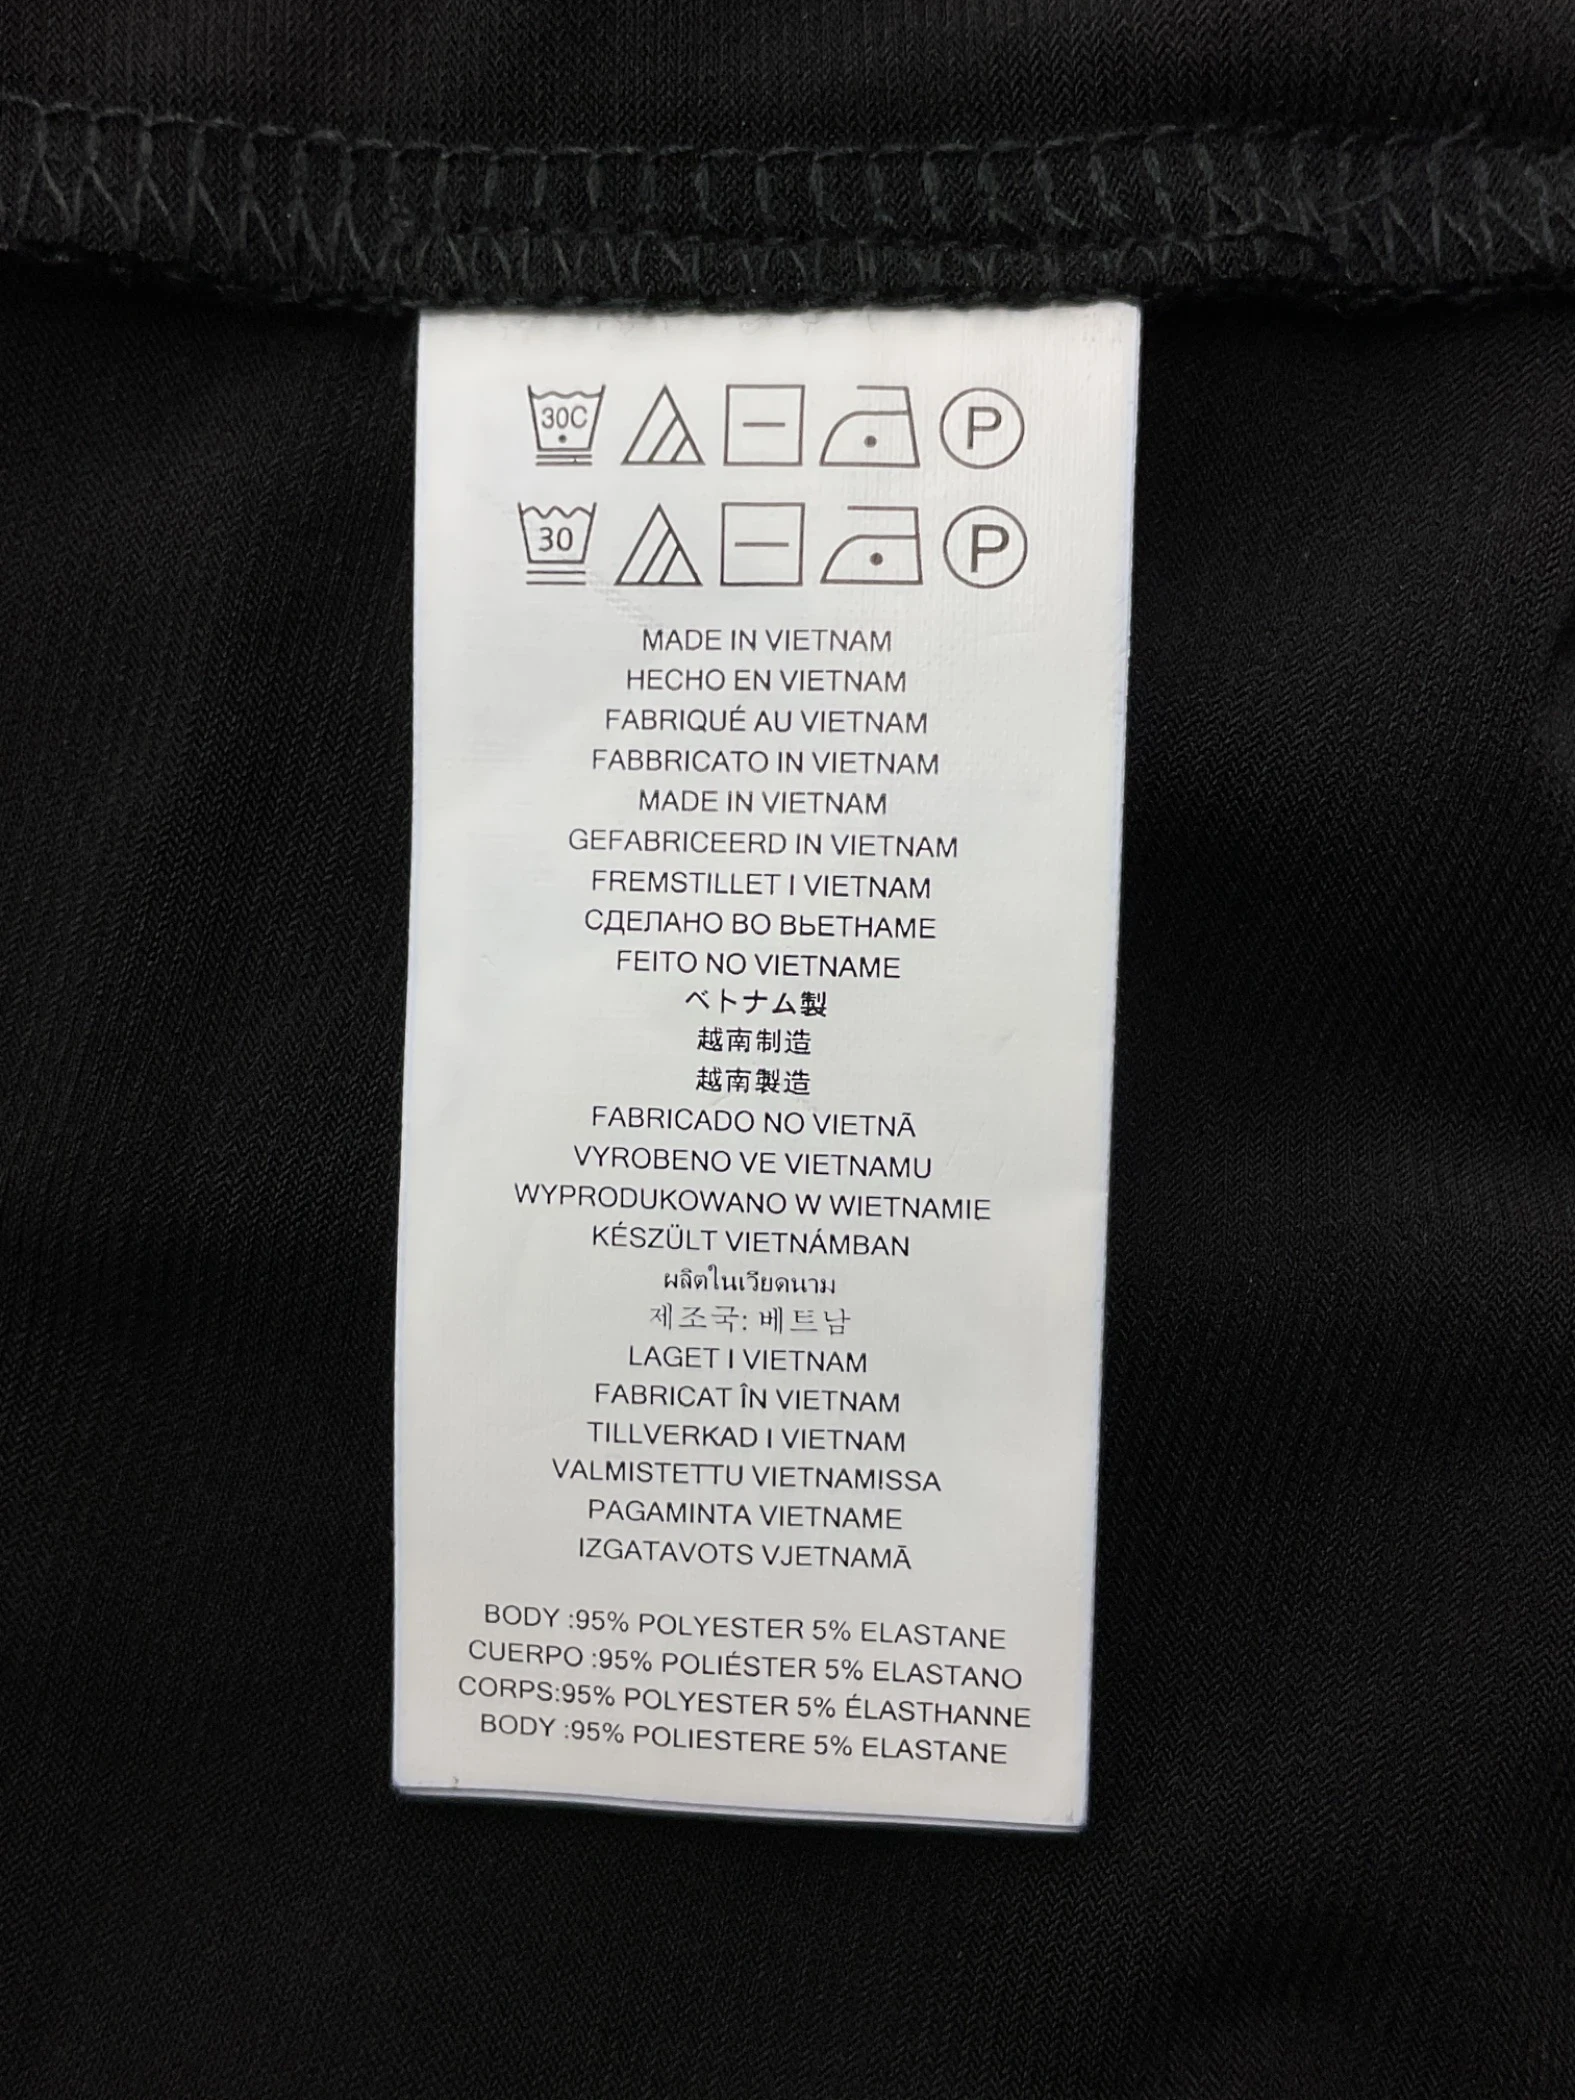 30C P
30 P
MADE IN VIETNAM
HECHO EN VIETNAM
FABRIQUÉ AU VIETNAM
FABBRICATO IN VIETNAM
MADE IN VIETNAM
GEFABRICEERD IN VIETNAM
FREMSTILLET I VIETNAM
СДЕЛАНО ВО ВЬЕТНАМЕ
FEITO NO VIETNAME
ベトナム製
越南制造
越南製造
FABRICADO NO VIETNÃ
VYROBENO VE VIETNAMU
WYPRODUKOWANO W WIETNAMIE
KÉSZÜLT VIETNÁMBAN
ผลิตในเวียดนาม
제조국: 베트남
LAGET I VIETNAM
FABRICAT ÎN VIETNAM
TILLVERKAD I VIETNAM
VALMISTETTU VIETNAMISSA
PAGAMINTA VIETNAME
IZGATAVOTS VJETNAMĀ
BODY :95% POLYESTER 5% ELASTANE
CUERPO :95% POLIÉSTER 5% ELASTANO
CORPS:95% POLYESTER 5% ÉLASTHANNE
BODY :95% POLIESTERE 5% ELASTANE